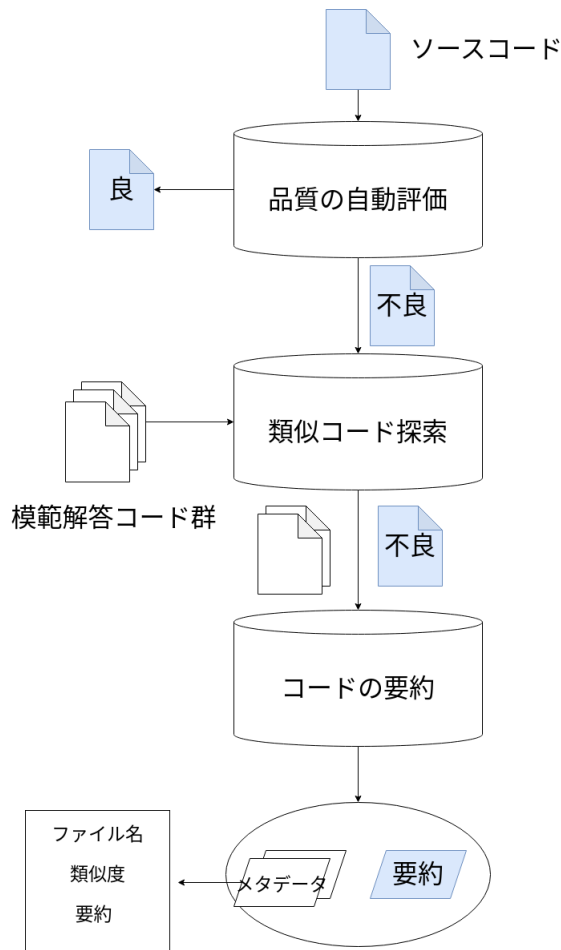 ソースコード
品質の自動評価
良
不良
類似コード探索
模範解答コード群
不良
コードの要約
ファイル名
類似度
要約
メタデータ
要約